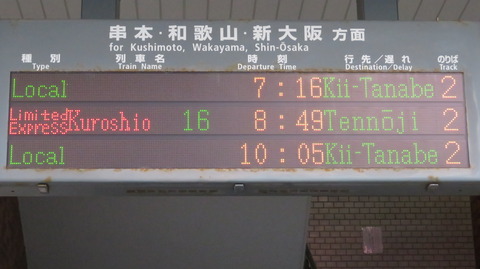 串本・和歌山・新大阪 方面
for Kushimoto, Wakayama, Shin-Ōsaka
種別 列車名 時刻 行先/遅れ のりば
Type Train Name Departure Time Destination/Delay Track
Local 7:16 Kii-Tanabe 2
Limited Express Kuroshio 16 8:49 Tennōji 2
Local 10:05 Kii-Tanabe 2